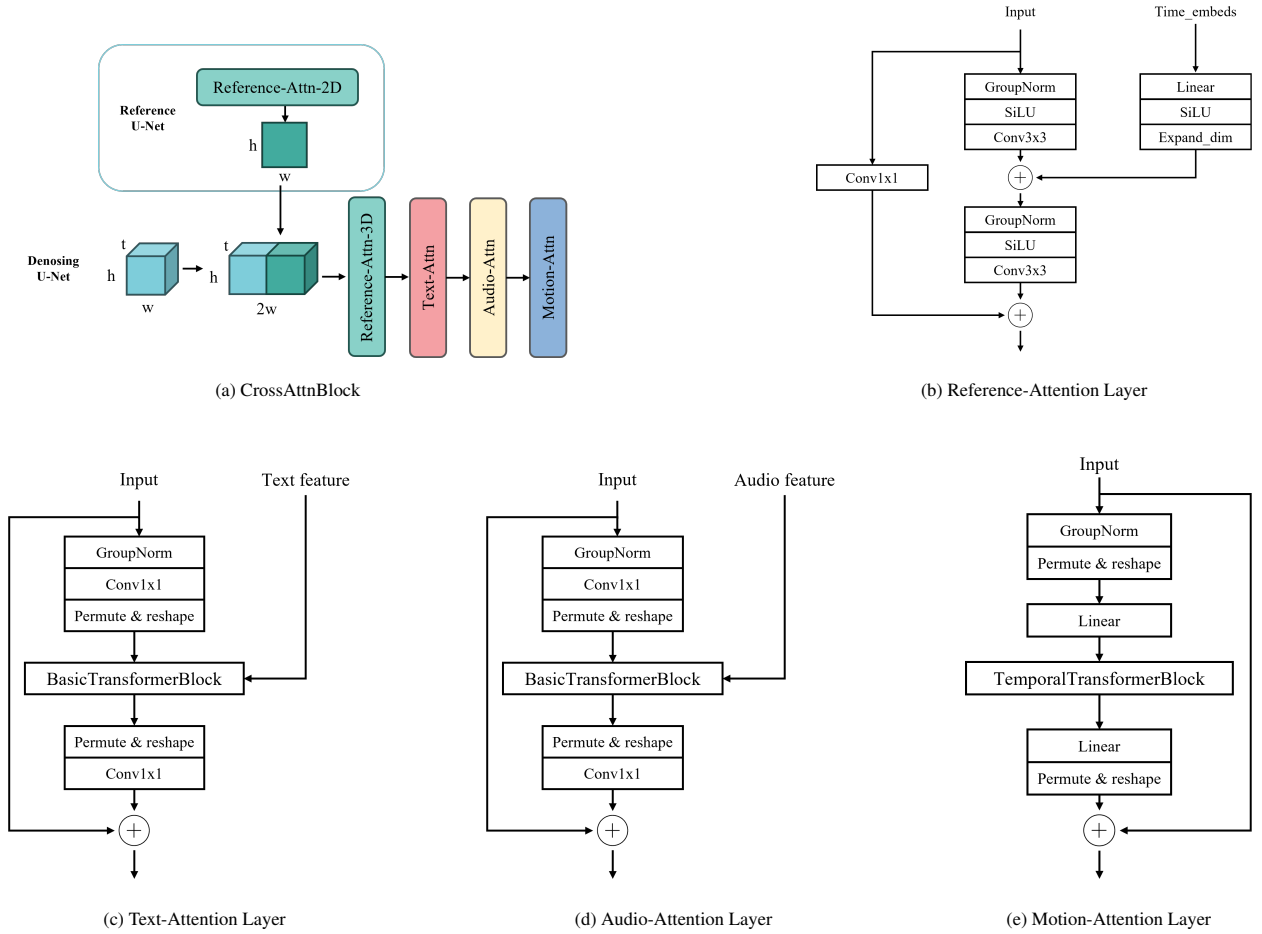 Reference
U-Net
Reference-Attn-2D
h
w
Denosing
U-Net
t
h
w
t
h
2w
Reference-Attn-3D
Text-Attn
Audio-Attn
Motion-Attn
(a) CrossAttnBlock
Input
Time_embeds
GroupNorm
SiLU
Conv3x3
Linear
SiLU
Expand_dim
Conv1x1
+
GroupNorm
SiLU
Conv3x3
+
(b) Reference-Attention Layer
Input
Text feature
GroupNorm
Conv1x1
Permute & reshape
BasicTransformerBlock
Permute & reshape
Conv1x1
+
(c) Text-Attention Layer
Input
Audio feature
GroupNorm
Conv1x1
Permute & reshape
BasicTransformerBlock
Permute & reshape
Conv1x1
+
(d) Audio-Attention Layer
Input
GroupNorm
Permute & reshape
Linear
TemporalTransformerBlock
Linear
Permute & reshape
+
(e) Motion-Attention Layer